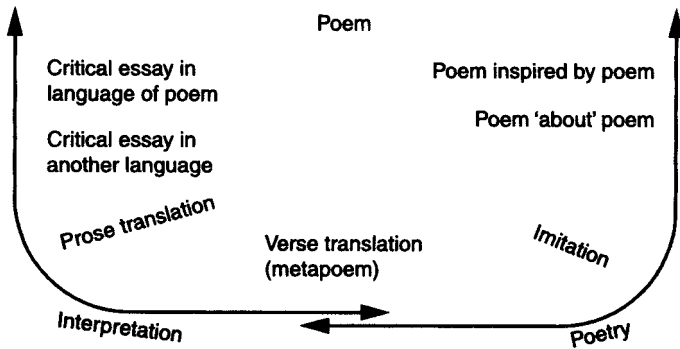 Poem
Critical essay in
language of poem
Poem inspired by poem
Poem 'about' poem
Critical essay in
another language
Prose translation
Verse translation
(metapoem)
Imitation
Interpretation
Poetry